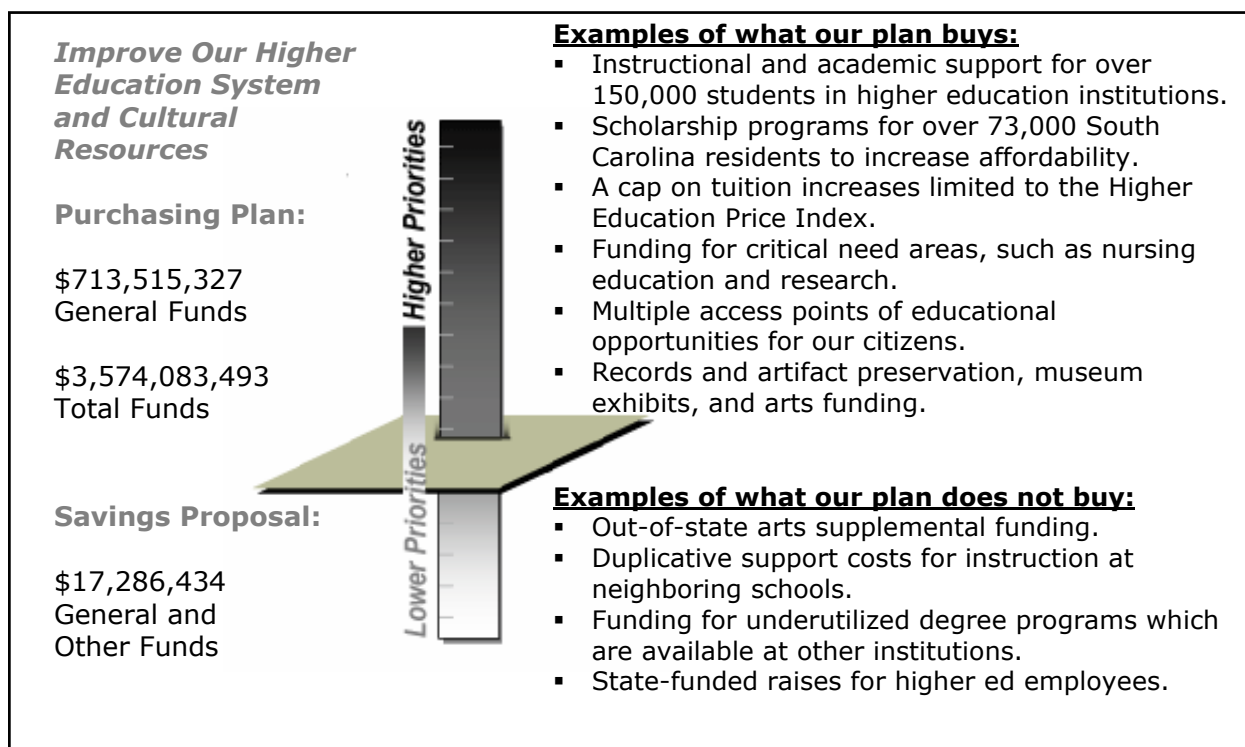 Improve Our Higher
Education System
and Cultural
Resources
Purchasing Plan:
$713,515,327
General Funds
$3,574,083,493
Total Funds
Savings Proposal:
$17,286,434
General and
Other Funds
Higher Priorities
Lower Priorities
Examples of what our plan buys:
▪ Instructional and academic support for over
150,000 students in higher education institutions.
▪ Scholarship programs for over 73,000 South
Carolina residents to increase affordability.
▪ A cap on tuition increases limited to the Higher
Education Price Index.
▪ Funding for critical need areas, such as nursing
education and research.
▪ Multiple access points of educational
opportunities for our citizens.
▪ Records and artifact preservation, museum
exhibits, and arts funding.
Examples of what our plan does not buy:
▪ Out-of-state arts supplemental funding.
▪ Duplicative support costs for instruction at
neighboring schools.
▪ Funding for underutilized degree programs which
are available at other institutions.
▪ State-funded raises for higher ed employees.